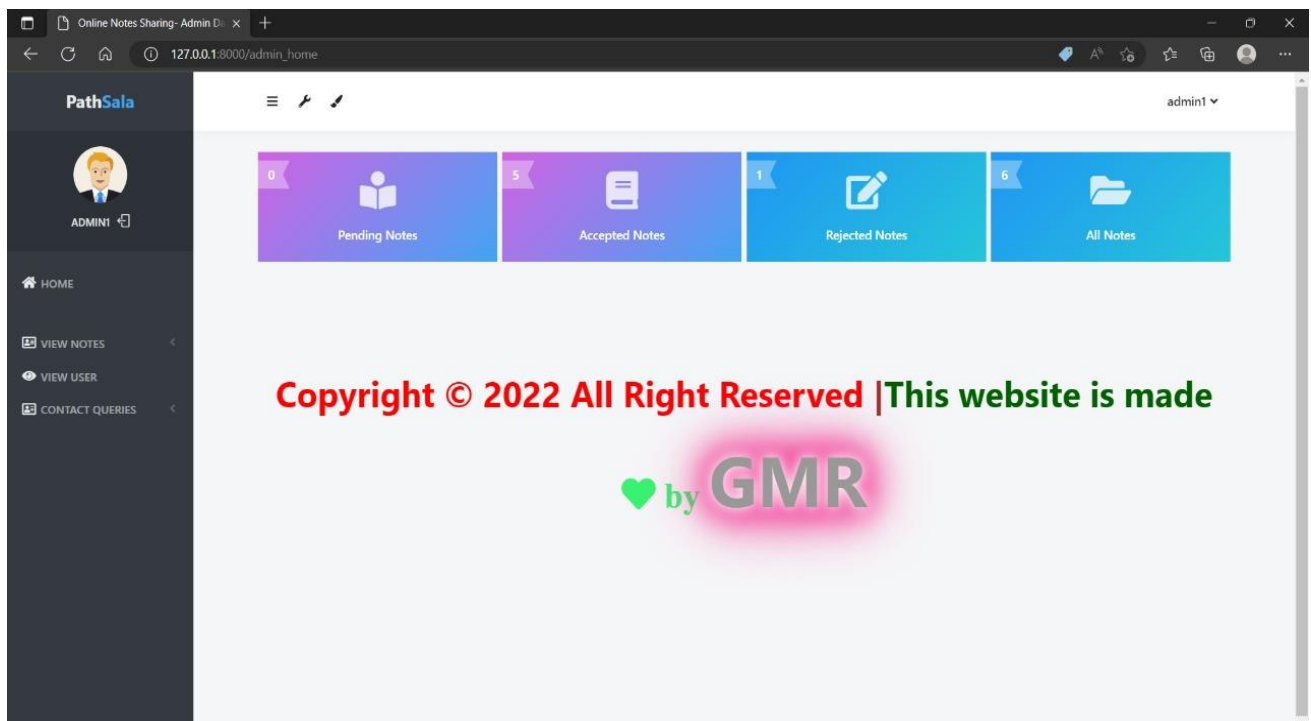 Online Notes Sharing- Admin Da
127.0.0.1:8000/admin_home
PathSala
admin1
ADMIN1
0
Pending Notes
5
Accepted Notes
1
Rejected Notes
6
All Notes
HOME
VIEW NOTES
VIEW USER
CONTACT QUERIES
Copyright © 2022 All Right Reserved |This website is made
by GMR